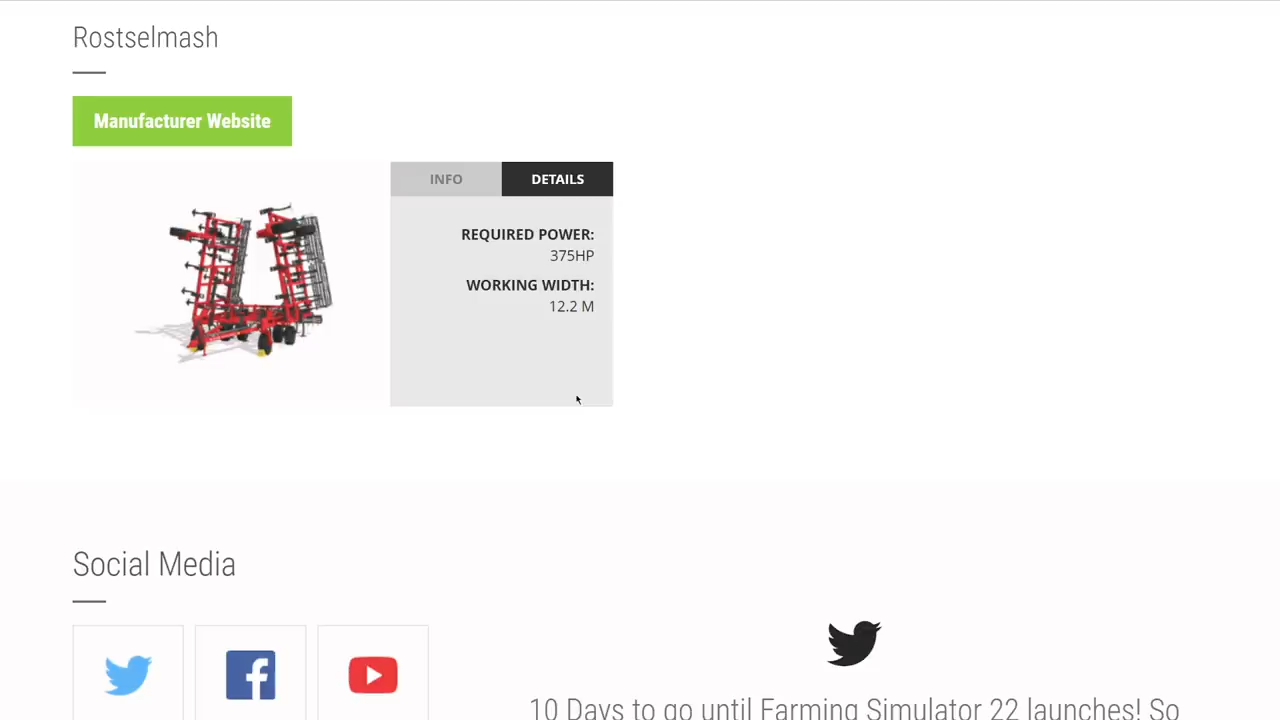 Rostselmash
Manufacturer Website
INFO
DETAILS
REQUIRED POWER:
375HP
WORKING WIDTH:
12.2 M
Social Media
10 Days to go until Farming Simulator 22 launches! So